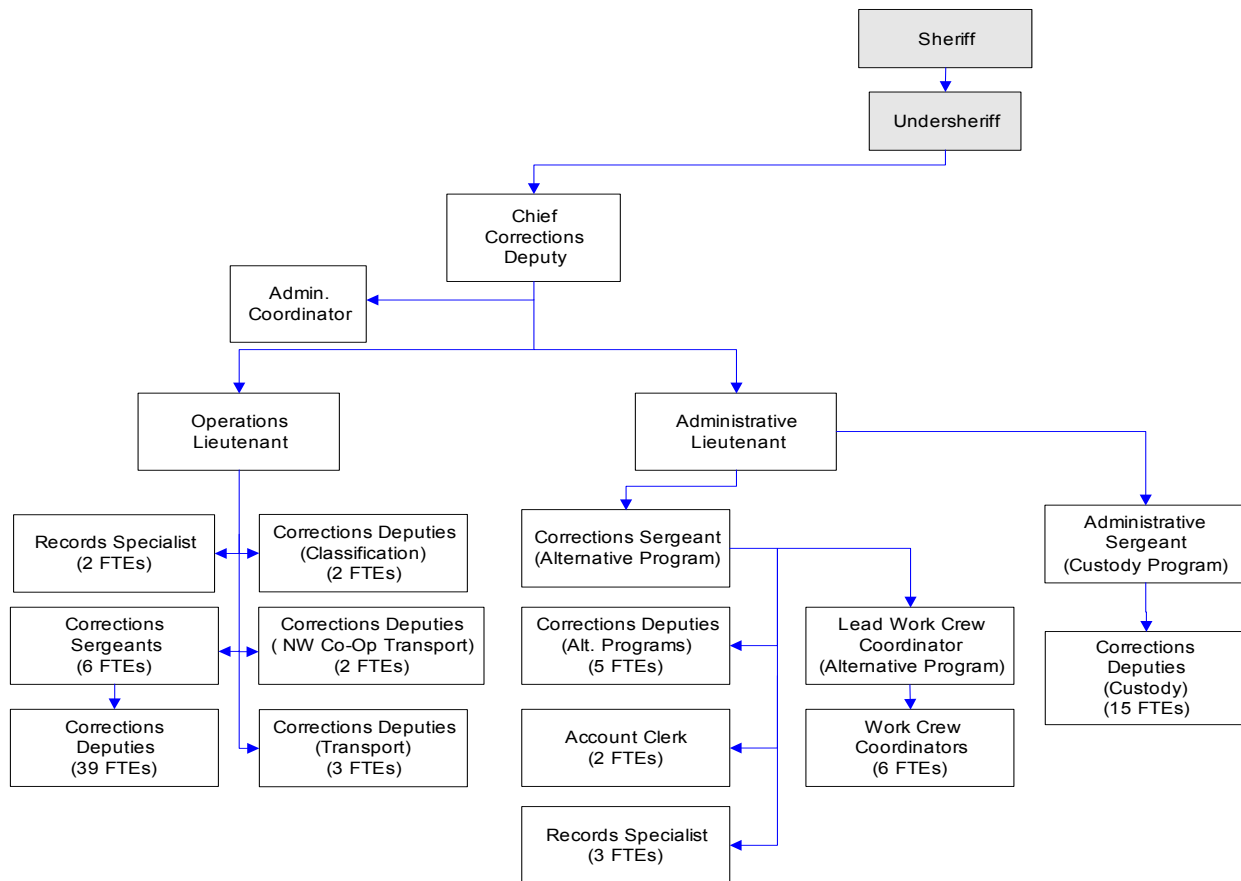 Sheriff
Undersheriff
Chief
Corrections
Deputy
Admin.
Coordinator
Operations
Lieutenant
Administrative
Lieutenant
Records Specialist
(2 FTEs)
Corrections Deputies
(Classification)
(2 FTEs)
Corrections
Sergeants
(6 FTEs)
Corrections Deputies
( NW Co-Op Transport)
(2 FTEs)
Corrections
Deputies
(39 FTEs)
Corrections Deputies
(Transport)
(3 FTEs)
Corrections Sergeant
(Alternative Program)
Corrections Deputies
(Alt. Programs)
(5 FTEs)
Account Clerk
(2 FTEs)
Records Specialist
(3 FTEs)
Lead Work Crew
Coordinator
(Alternative Program)
Work Crew
Coordinators
(6 FTEs)
Administrative
Sergeant
(Custody Program)
Corrections
Deputies
(Custody)
(15 FTEs)